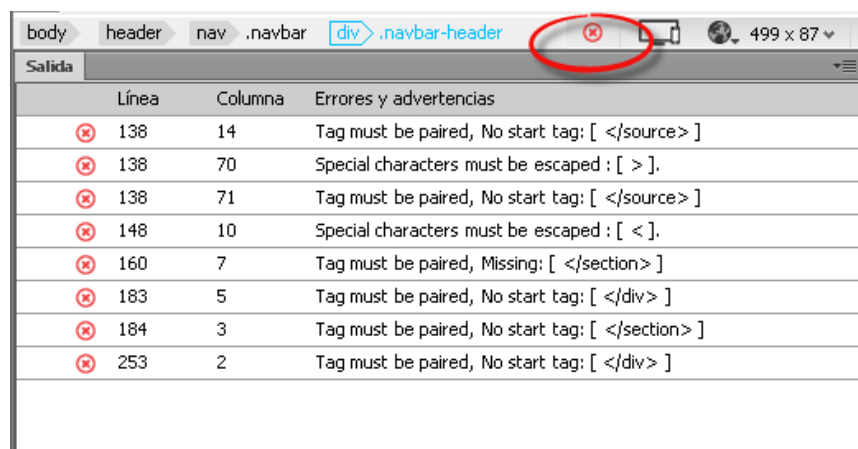 body header nav .navbar div .navbar-header 499 x 87
Salida
Línea Columna Errores y advertencias
138 14 Tag must be paired, No start tag: [ </source> ]
138 70 Special characters must be escaped : [ > ].
138 71 Tag must be paired, No start tag: [ </source> ]
148 10 Special characters must be escaped : [ < ].
160 7 Tag must be paired, Missing: [ </section> ]
183 5 Tag must be paired, No start tag: [ </div> ]
184 3 Tag must be paired, No start tag: [ </section> ]
253 2 Tag must be paired, No start tag: [ </div> ]